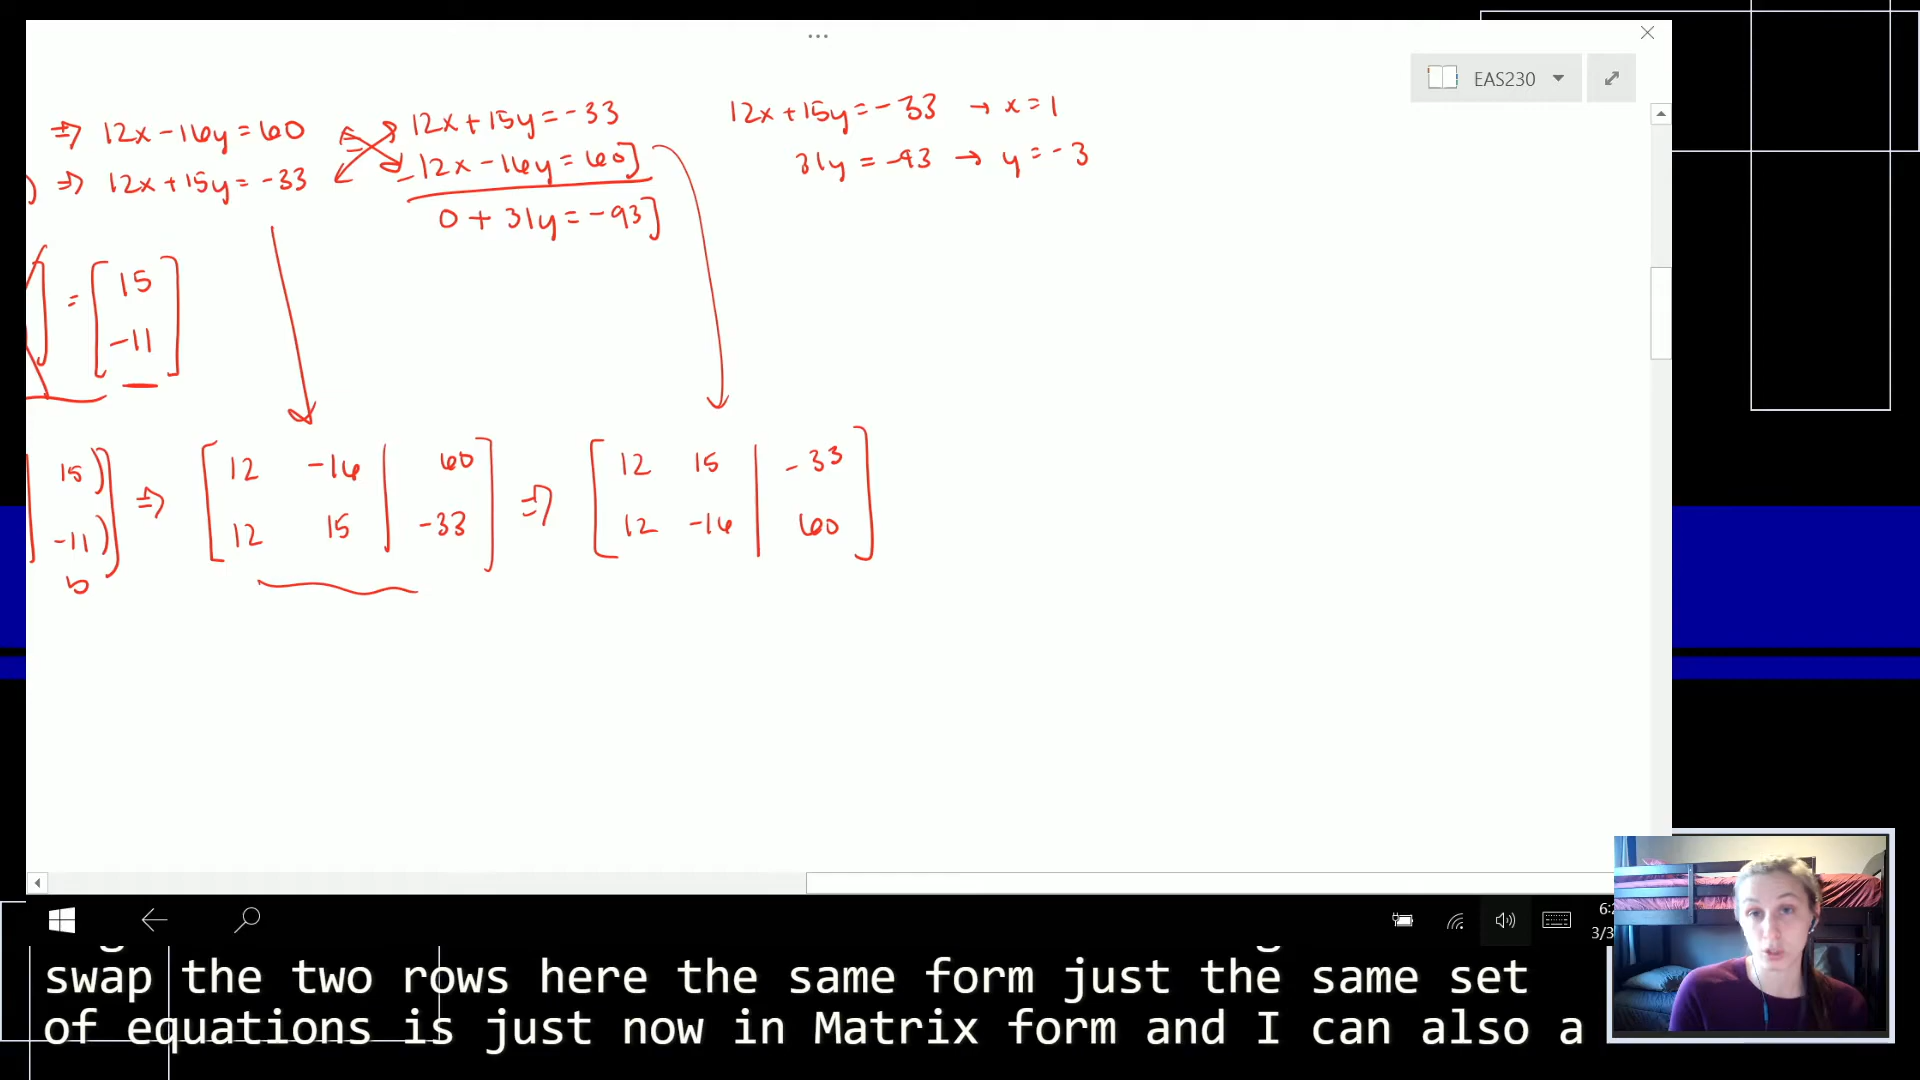 EAS230
⇒ 12x - 16y = 60
12x + 15y = -33
12x + 15y = -33 → x = 1
) ⇒ 12x + 15y = -33
- [12x - 16y = 60]
31y = -93 → y = -3
0 + 31y = -93]
= [15
-11]
15)
-11)
b
⇒ [12 -16 | 60
12 15 | -33]
⇒ [12 15 | -33
12 -16 | 60]
swap the two rows here the same form just the same set
of equations is just now in Matrix form and I can also a